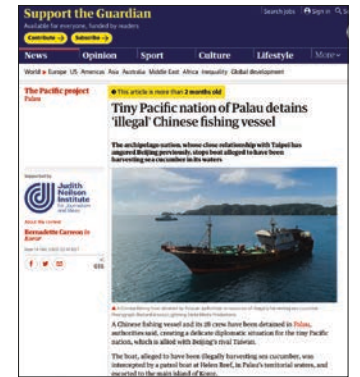 Support the Guardian
Available for everyone, funded by readers
Contribute → Subscribe →
Search jobs Sign in
News Opinion Sport Culture Lifestyle More
World Europe US Americas Asia Australia Middle East Africa Inequality Global development
The Pacific project
Palau
This article is more than 2 months old
Tiny Pacific nation of Palau detains
'illegal' Chinese fishing vessel
The archipelago nation, whose close relationship with Taipei has
angered Beijing previously, stops boat alleged to have been
harvesting sea cucumber in its waters
Supported by
Judith
Neilson
Institute
for Journalism
and Ideas
About this content
Bernadette Carreon in
Koror
A Chinese fishing vessel and its 28 crew have been detained in Palau,
authorities said, creating a delicate diplomatic situation for the tiny Pacific
nation, which is allied with Beijing's rival Taiwan.
The boat, alleged to have been illegally harvesting sea cucumber, was
intercepted by a patrol boat at Helen Reef, in Palau's territorial waters, and
escorted to the main island of Koror.